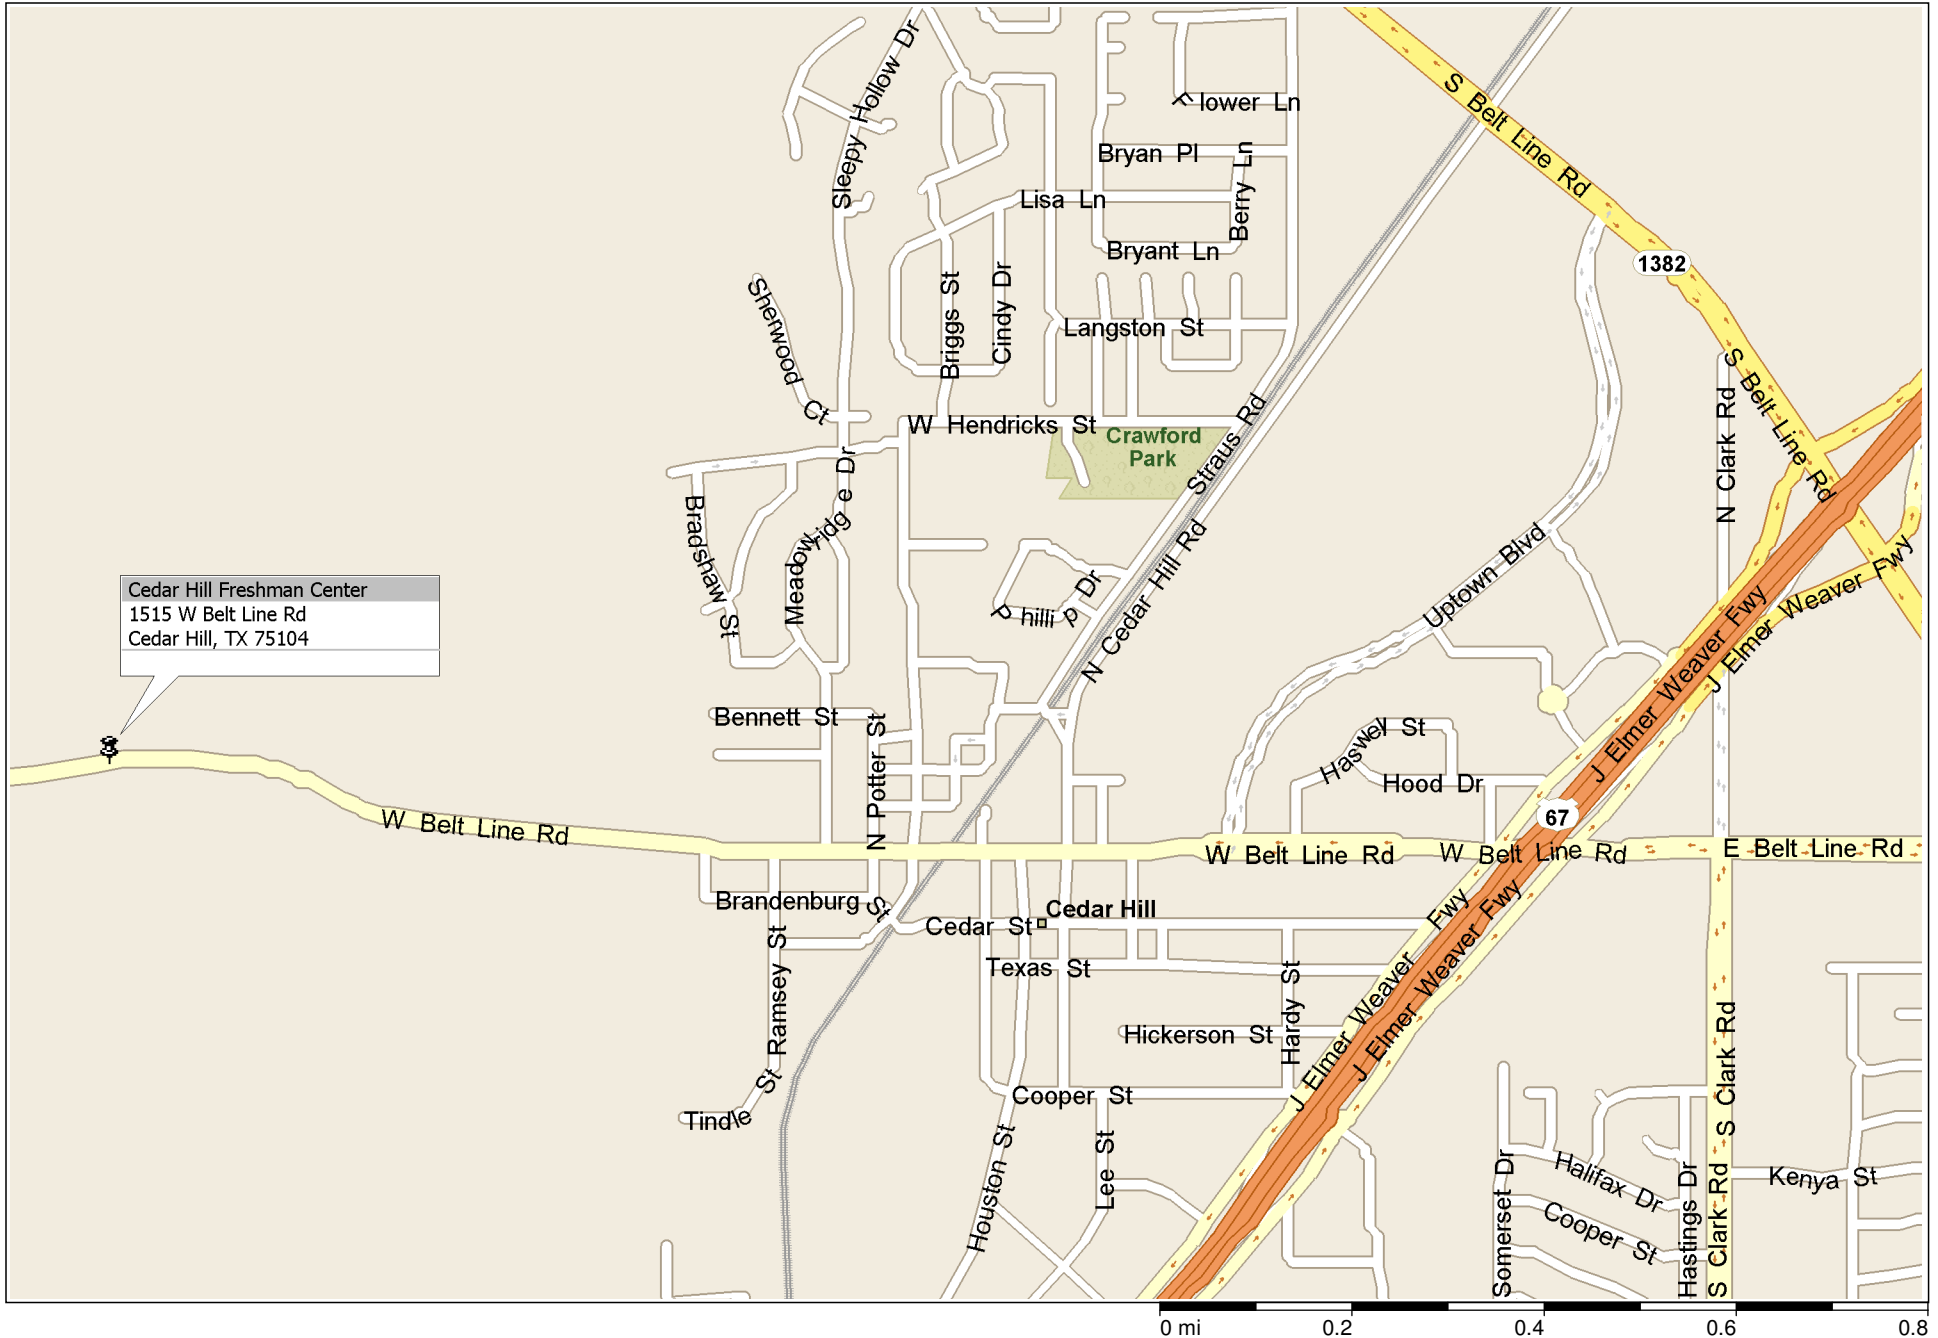 Sleepy Hollow Dr
S Belt Line Rd
Flower Ln
Bryan Pl
Berry Ln
Lisa Ln
Bryant Ln
1382
Sherwood Ct
Briggs St
Cindy Dr
Langston St
S Belt Line Rd
N Clark Rd
W Hendricks St
Crawford
Park
Straus Rd
Meadow ridg e Dr
Bradshaw St
P hilli p Dr
N Cedar Hill Rd
Uptown Blvd
J Elmer Weaver Fwy
J Elmer Weaver Fwy
Cedar Hill Freshman Center
1515 W Belt Line Rd
Cedar Hill, TX 75104
Bennett St
N Potter St
Haswel St
Hood Dr
67
W Belt Line Rd
W Belt Line Rd
W Belt Line Rd
E Belt Line Rd
Brandenburg St
Cedar Hill
Cedar St
Texas St
Ramsey St
Hardy St
Hickerson St
J Elmer Weaver Fwy
J Elmer Weaver Fwy
S Clark Rd
Tindle St
Cooper St
Houston St
Lee St
Somerset Dr
Halifax Dr
Cooper St
Hastings Dr
S Clark Rd
Kenya St
0 mi 0.2 0.4 0.6 0.8